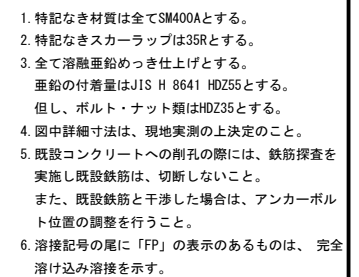 1. 特記なき材質は全てSM400Aとする。
2. 特記なきスカーラップは35Rとする。
3. 全て溶融亜鉛めっき仕上げとする。
亜鉛の付着量はJIS H 8641 HDZ55とする。
但し、ボルト・ナット類はHDZ35とする。
4. 図中詳細寸法は、現地実測の上決定のこと。
5. 既設コンクリートへの削孔の際には、鉄筋探査を
実施し既設鉄筋は、切断しないこと。
また、既設鉄筋と干渉した場合は、アンカーボル
ト位置の調整を行うこと。
6. 溶接記号の尾に「FP」の表示のあるものは、 完全
溶け込み溶接を示す。